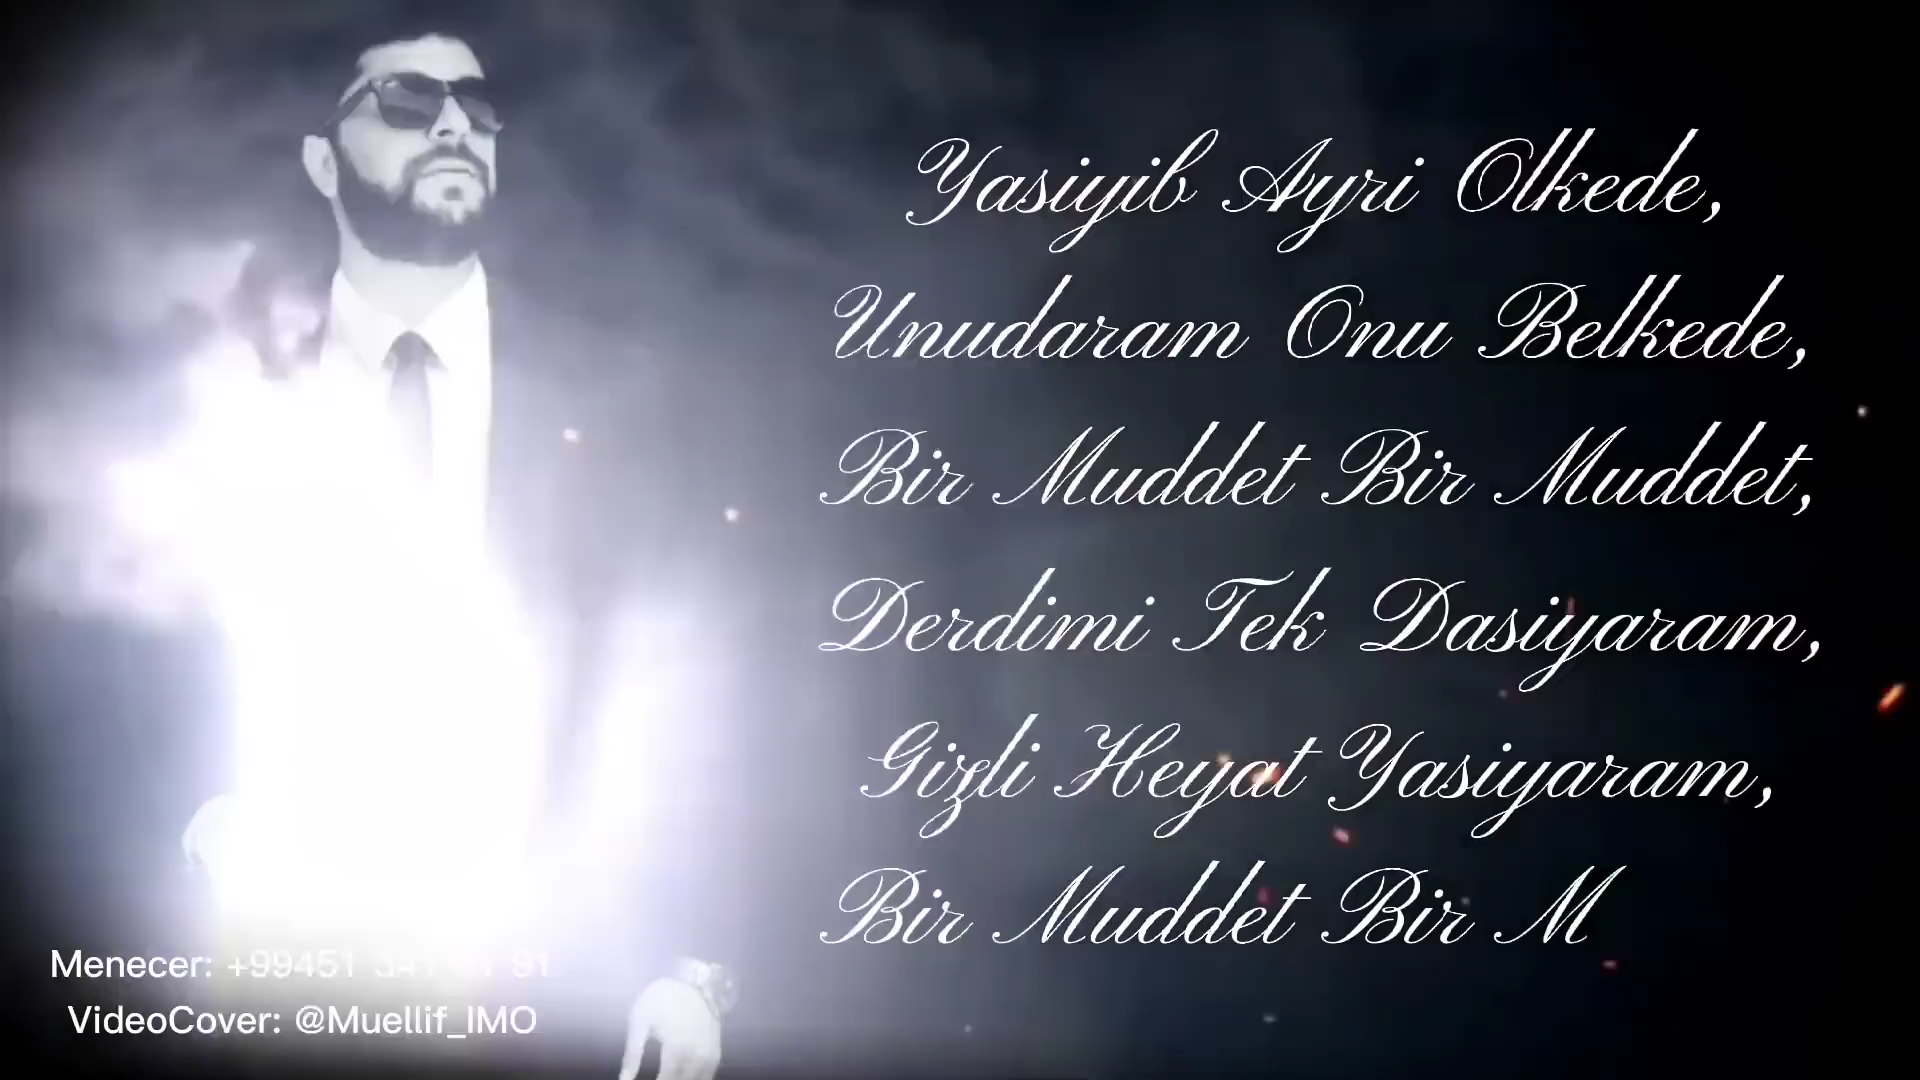 Yasiyib Ayri Olkede,
Unudaram Onu Belkede,
Bir Muddet Bir Muddet,
Derdimi Tek Dasiyaram,
Gizli Heyat Yasiyaram,
Bir Muddet Bir M
Menecer: +99451
VideoCover: @Muellif_IMO